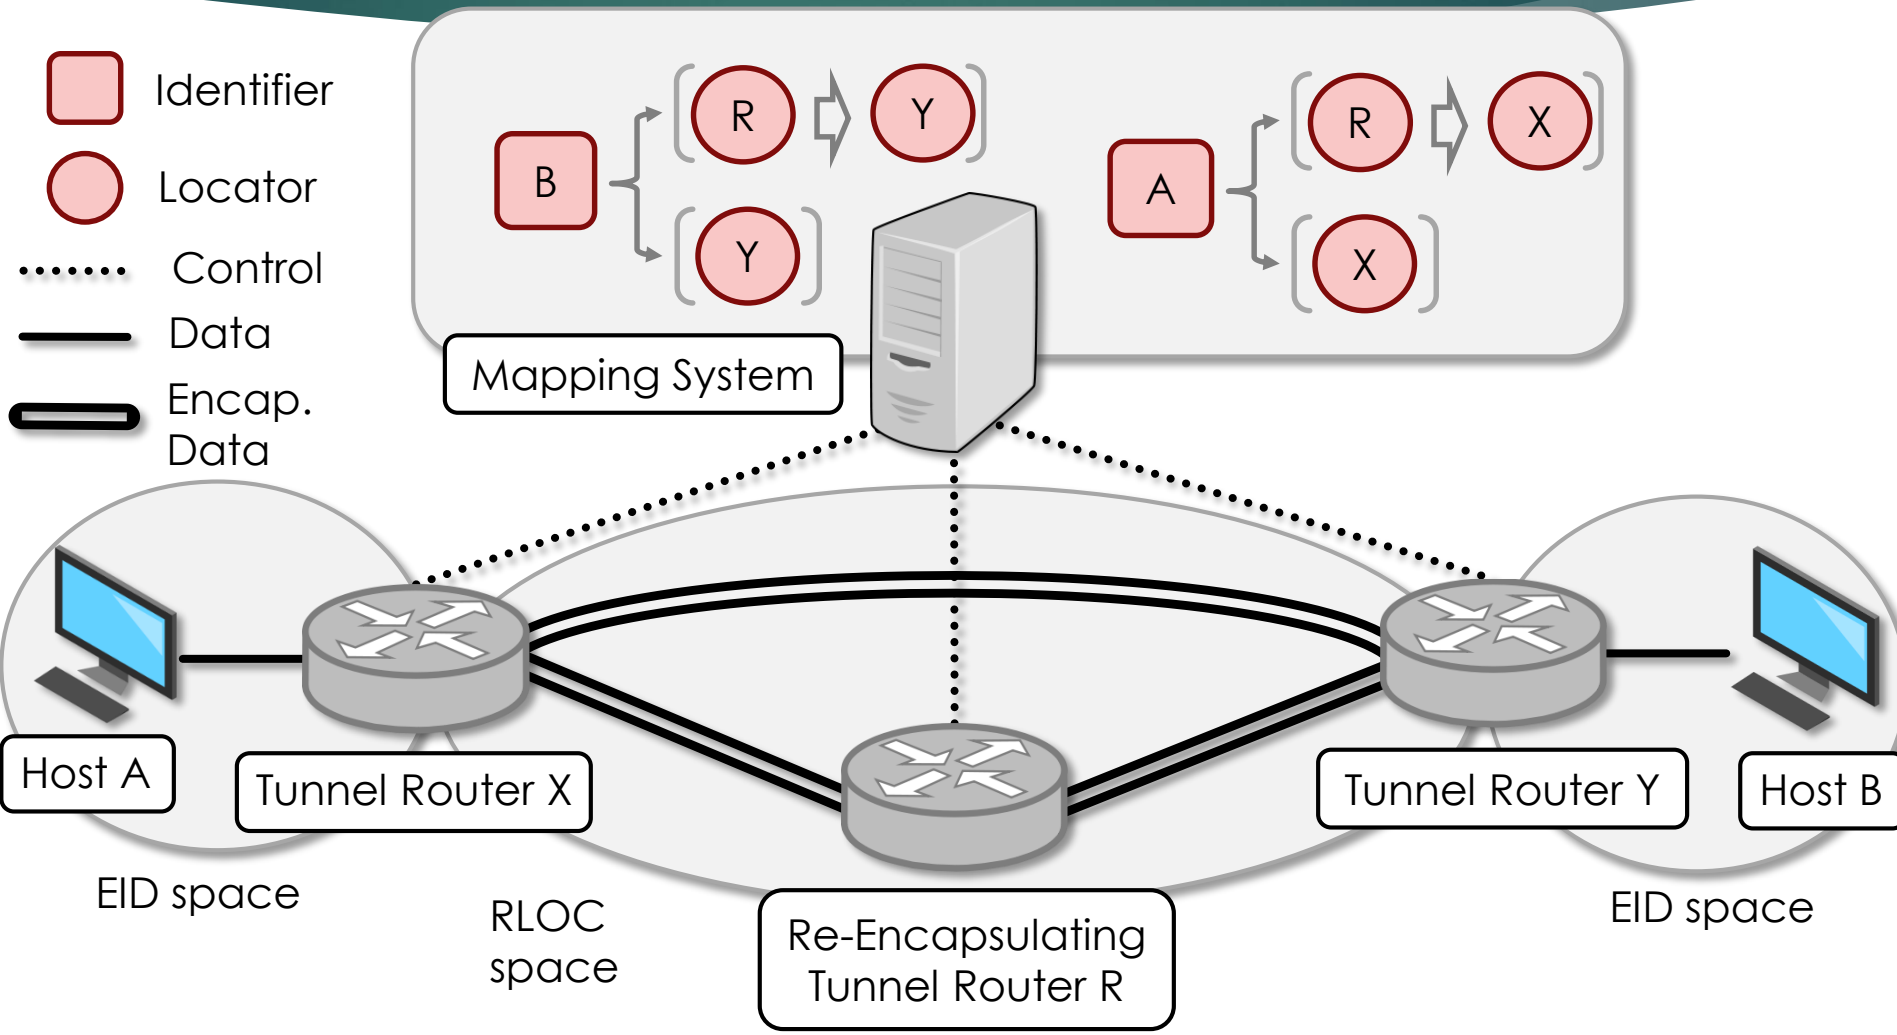 Identifier
Locator
Control
Data
Encap.
Data
B
R
Y
Y
A
R
X
X
Mapping System
Host A
Tunnel Router X
Tunnel Router Y
Host B
EID space
RLOC
space
Re-Encapsulating
Tunnel Router R
EID space